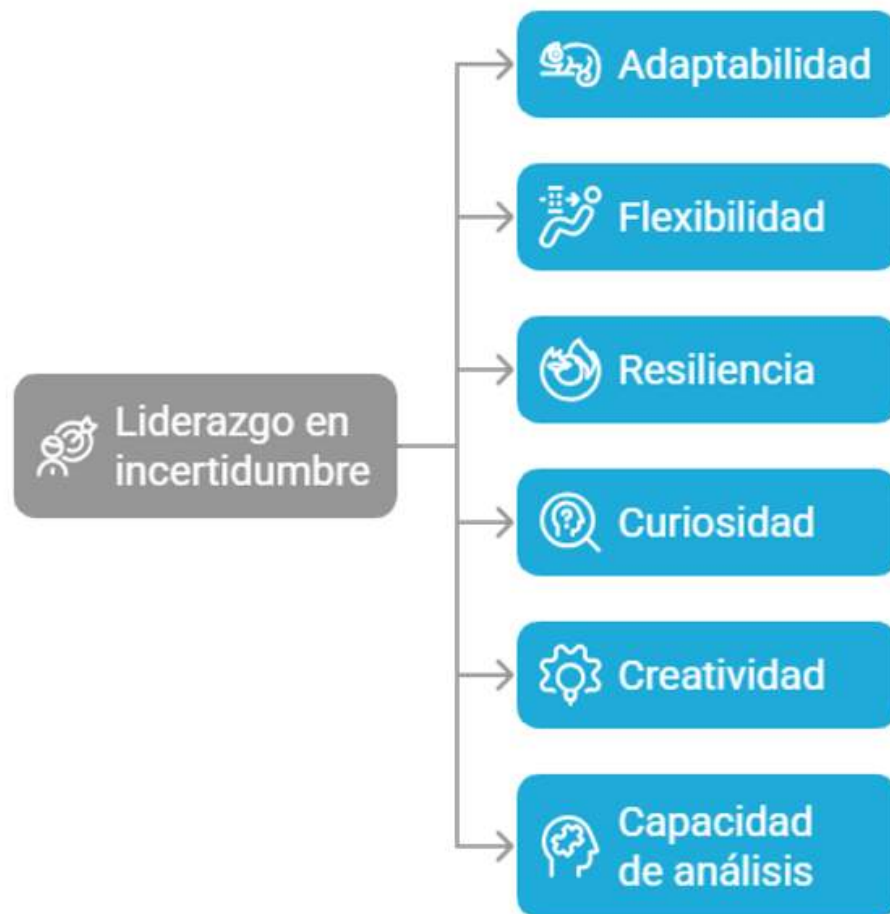 Adaptabilidad
Flexibilidad
Resiliencia
Liderazgo en
incertidumbre
Curiosidad
Creatividad
Capacidad
de análisis